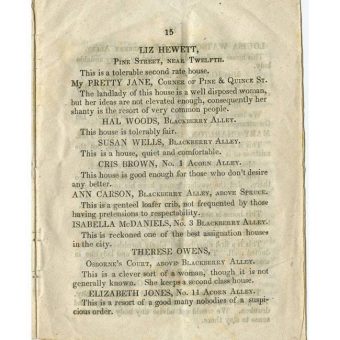 15
LIZ HEWETT,
PINE STREET, NEAR TWELFTH.
This is a tolerable second rate house.
My PRETTY JANE, CORNER OF PINE & QUINCE ST.
The landlady of this house is a well disposed woman,
but her ideas are not elevated enough, consequently her
shanty is the resort of very common people.
HAL WOODS, BLACKBERRY ALLEY.
This house is tolerably fair.
SUSAN WELLS, BLACKBERRY ALLEY.
This is a house, quiet and comfortable.
CRIS BROWN, NO. 1 ACORN ALLEY.
This house is good enough for those who don't desire
any better.
ANN CARSON, BLACKBERRY ALLEY, ABOVE SPRUCE.
This is a genteel loafer crib, not frequented by those
having pretensions to respectability.
ISABELLA McDANIELS, NO. 3 BLACKBERRY ALLEY.
This is reckoned one of the best assignation houses
in the city.
THERESE OWENS,
OSBORNE'S COURT, ABOVE BLACKBERRY ALLEY.
This is a clever sort of a woman, though it is not
generally known. She keeps a second class house.
ELIZABETH JONES, NO. 11 ACORN ALLEY.
This is a resort of a good many nobodies of a suspi-
cious order.